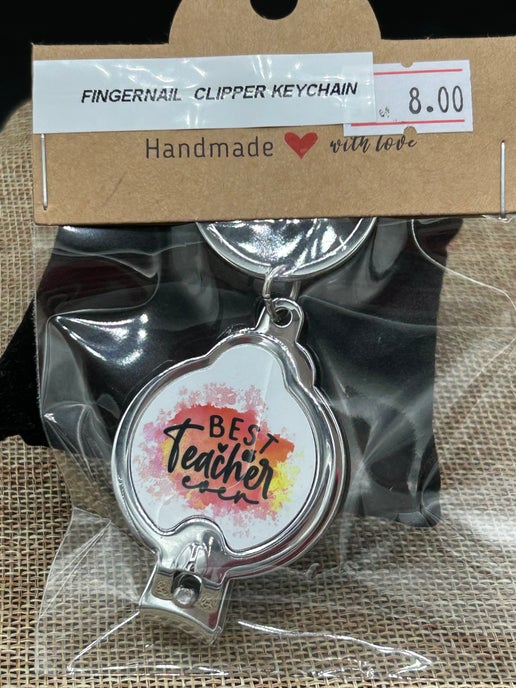 FINGERNAIL CLIPPER KEYCHAIN
8.00
Handmade ❤ with love
BEST
Teacher
ever